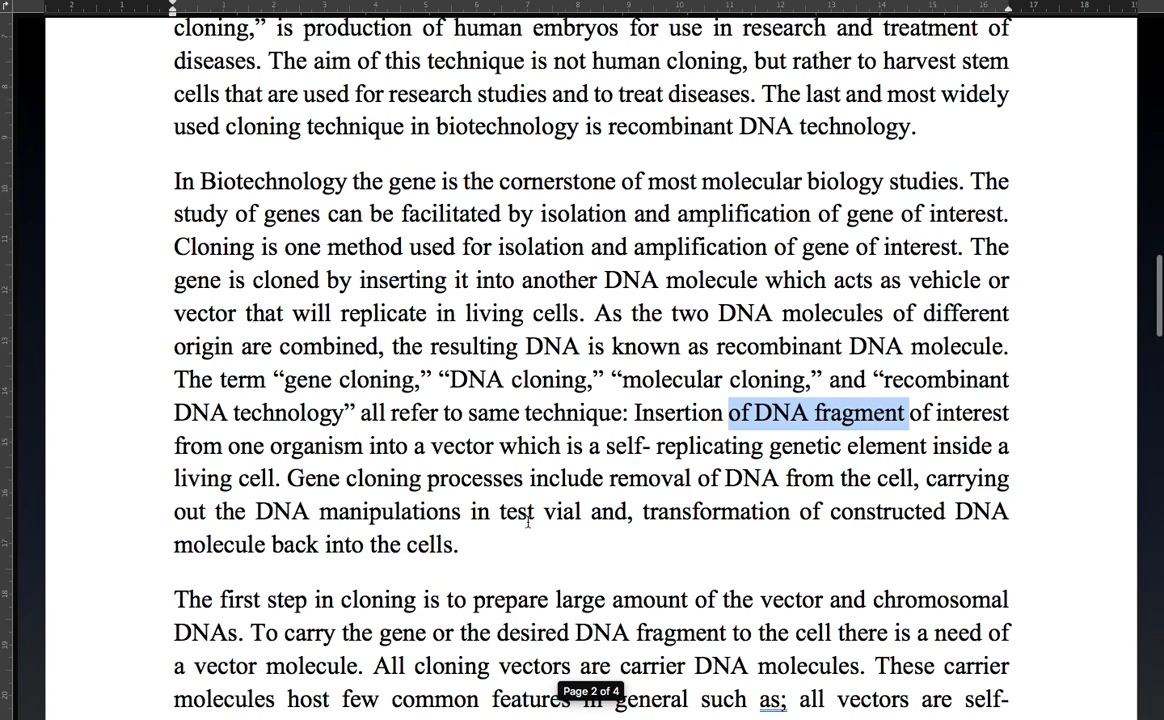 cloning,” is production of human embryos for use in research and treatment of
diseases. The aim of this technique is not human cloning, but rather to harvest stem
cells that are used for research studies and to treat diseases. The last and most widely
used cloning technique in biotechnology is recombinant DNA technology.
In Biotechnology the gene is the cornerstone of most molecular biology studies. The
study of genes can be facilitated by isolation and amplification of gene of interest.
Cloning is one method used for isolation and amplification of gene of interest. The
gene is cloned by inserting it into another DNA molecule which acts as vehicle or
vector that will replicate in living cells. As the two DNA molecules of different
origin are combined, the resulting DNA is known as recombinant DNA molecule.
The term “gene cloning,” “DNA cloning,” “molecular cloning,” and “recombinant
DNA technology” all refer to same technique: Insertion of DNA fragment of interest
from one organism into a vector which is a self- replicating genetic element inside a
living cell. Gene cloning processes include removal of DNA from the cell, carrying
out the DNA manipulations in test vial and, transformation of constructed DNA
molecule back into the cells.
The first step in cloning is to prepare large amount of the vector and chromosomal
DNAs. To carry the gene or the desired DNA fragment to the cell there is a need of
a vector molecule. All cloning vectors are carrier DNA molecules. These carrier
molecules host few common features in general such as; all vectors are self-
Page 2 of 4